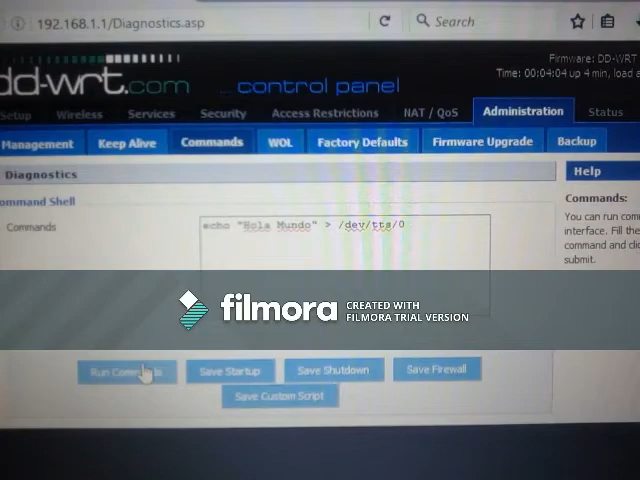 192.168.1.1/Diagnostics.asp
Search
dd-wrt.com
... control panel
Firmware: DD-WRT
Time: 00:04:04 up 4 min, load a
Setup
Wireless
Services
Security
Access Restrictions
NAT / QoS
Administration
Status
Management
Keep Alive
Commands
WOL
Factory Defaults
Firmware Upgrade
Backup
Diagnostics
Help
ommand Shell
Commands
echo "Hola Mundo" > /dev/tts/0
Commands:
You can run com
interface. Fill the
command and clic
submit.
filmora
CREATED WITH
FILMORA TRIAL VERSION
Run Commands
Save Startup
Save Shutdown
Save Firewall
Save Custom Script